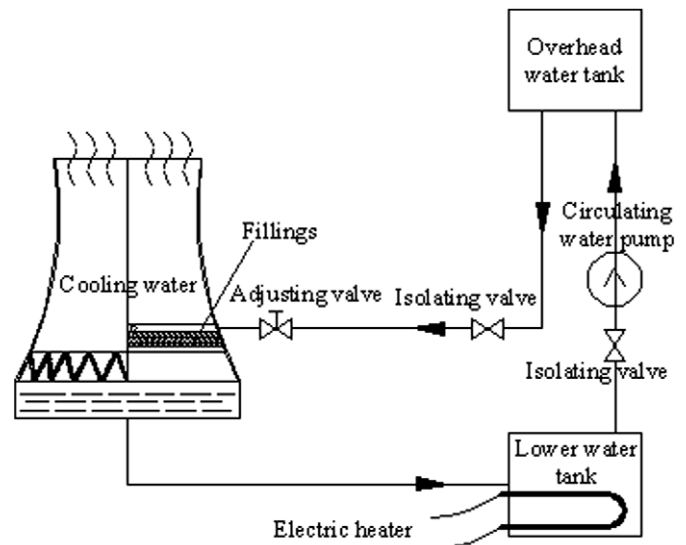 Overhead
water tank
Circulating
water pump
Fillings
Cooling water
Adjusting valve
Isolating valve
Isolating valve
Lower water
tank
Electric heater